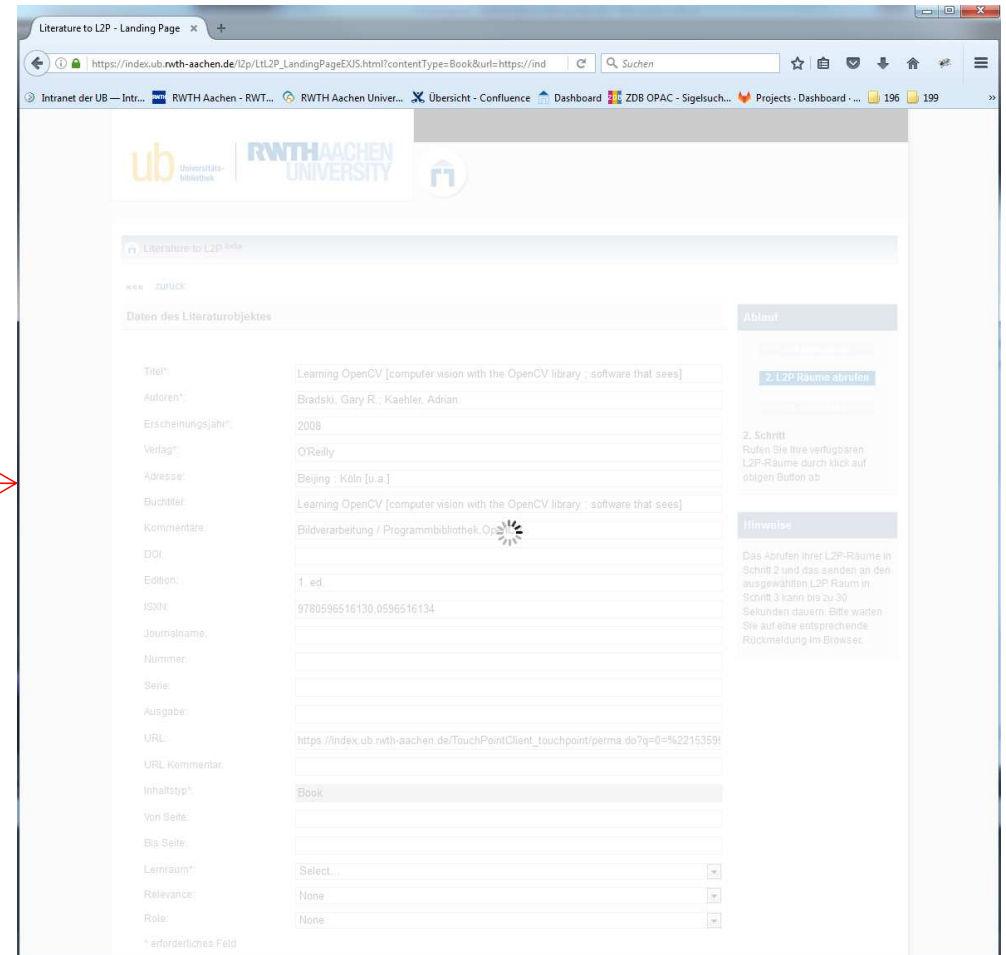 Literature to L2P - Landing Page
https://index.ub.rwth-aachen.de/l2p/LtL2P_LandingPageEXJS.html?contentType=Book&url=https://ind
Suchen
Intranet der UB — Intr... RWTH Aachen - RWT... RWTH Aachen Univer... Übersicht - Confluence Dashboard ZDB OPAC - Sigelsuch... Projects · Dashboard · ... 196 199 »
ub Universitäts-
bibliothek
RWTHAACHEN
UNIVERSITY
Literature to L2P beta
««« zurück
Daten des Literaturobjektes
Titel*: Learning OpenCV [computer vision with the OpenCV library ; software that sees]
Autoren*: Bradski, Gary R.; Kaehler, Adrian
Erscheinungsjahr*: 2008
Verlag*: O'Reilly
Adresse: Beijing ; Köln [u.a.]
Buchtitel: Learning OpenCV [computer vision with the OpenCV library ; software that sees]
Kommentare: Bildverarbeitung / Programmbibliothek,
DOI:
Edition: 1. ed.
ISXN: 9780596516130,0596516134
Journalname:
Nummer:
Serie:
Ausgabe:
URL: https://index.ub.rwth-aachen.de/TouchPointClient_touchpoint/perma.do?q=0=%2215359
URL Kommentar:
Inhaltstyp*: Book
Von Seite:
Bis Seite:
Lernraum*: Select...
Relevance: None
Role: None
* erforderliches Feld
Ablauf
2. L2P Räume abrufen
2. Schritt
Rufen Sie Ihre verfügbaren
L2P-Räume durch klick auf
obigen Button ab
Hinweise
Das Abrufen Ihrer L2P-Räume in
Schritt 2 und das senden an den
ausgewählten L2P Raum in
Schritt 3 kann bis zu 30
Sekunden dauern. Bitte warten
Sie auf eine entsprechende
Rückmeldung im Browser.